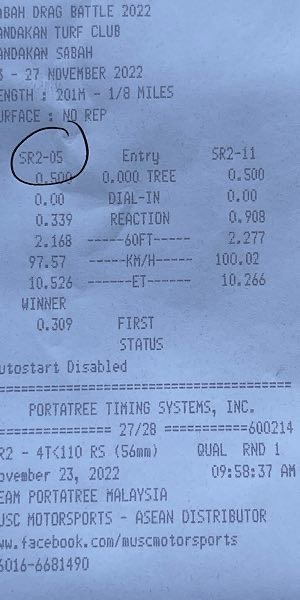 ABAH DRAG BATTLE 2022
ANDAKAN TURF CLUB
ANDAKAN SABAH
3 - 27 NOVEMBER 2022
ENGTH : 201M - 1/8 MILES
URFACE : NO REP
SR2-05 Entry SR2-11
0.500 0.000 TREE 0.500
0.00 DIAL-IN 0.00
0.339 REACTION 0.908
2.168 -----60FT----- 2.277
97.57 -----KM/H----- 100.02
10.526 ------ET------ 10.266
WINNER
0.309 FIRST
STATUS
utostart Disabled
========================================
PORTATREE TIMING SYSTEMS, INC.
=============== 27/28 ===========600214
R2 - 4T<110 RS (56mm) QUAL RND 1
ovember 23, 2022 09:58:37 AM
EAM PORTATREE MALAYSIA
USC MOTORSPORTS - ASEAN DISTRIBUTOR
ww.facebook.com/muscmotorsports
6016-6681490